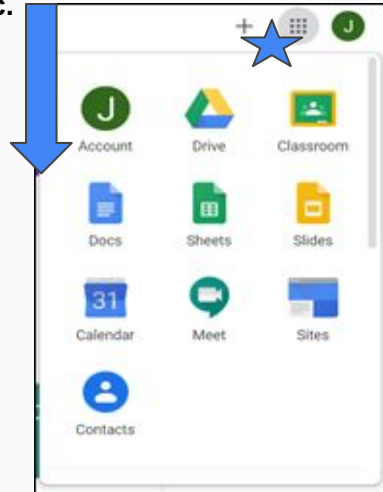 c.
J
J
Account Drive Classroom
Docs Sheets Slides
31
Calendar Meet Sites
Contacts